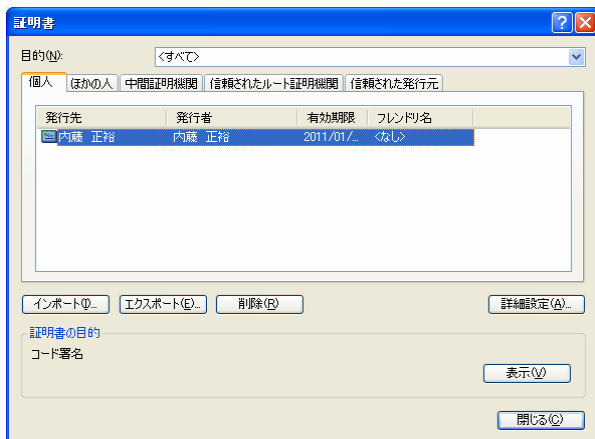 証明書
目的(N): <すべて>
個人 ほかの人 中間証明機関 信頼されたルート証明機関 信頼された発行元
発行先 発行者 有効期限 フレンドリ名
内藤 正裕 内藤 正裕 2011/01/... <なし>
インポート(I)... エクスポート(E)... 削除(R) 詳細設定(A)...
証明書の目的
コード署名
表示(V)
閉じる(C)